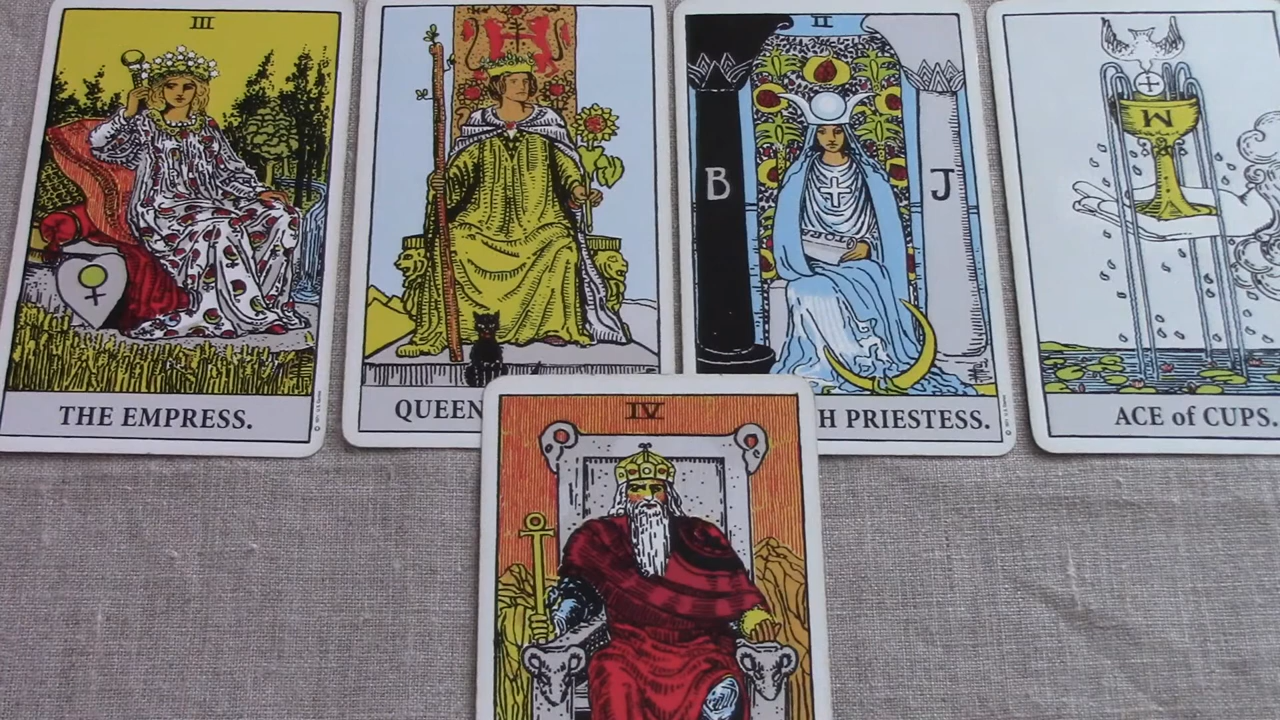 III
THE EMPRESS.
QUEEN
II
B
J
H PRIESTESS.
ACE of CUPS.
IV